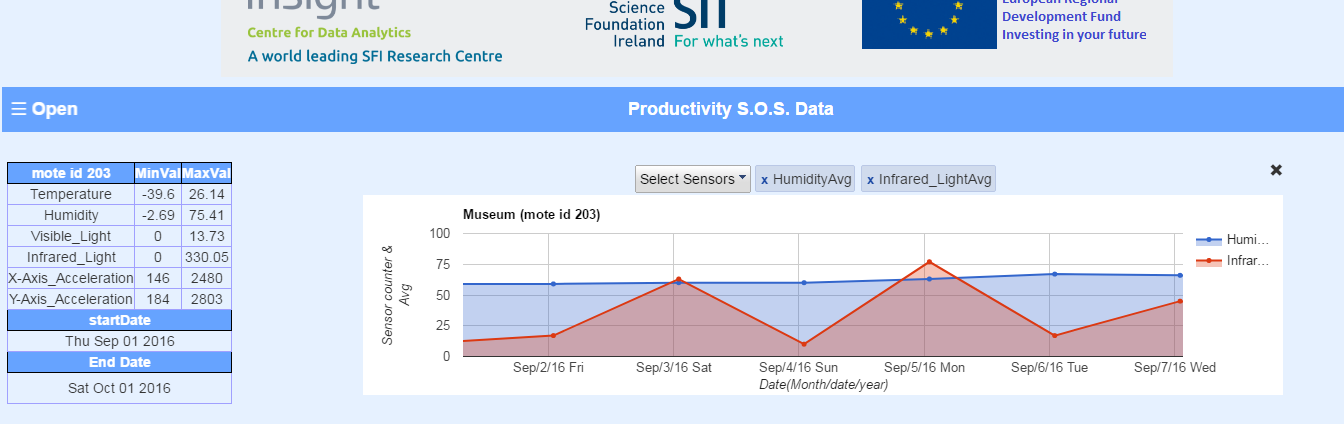 Insight
Centre for Data Analytics
A world leading SFI Research Centre
Science
Foundation
Ireland
sfi
For what's next
European Regional
Development Fund
Investing in your future
☰ Open
Productivity S.O.S. Data
mote id 203 MinVal MaxVal
Temperature -39.6 26.14
Humidity -2.69 75.41
Visible_Light 0 13.73
Infrared_Light 0 330.05
X-Axis_Acceleration 146 2480
Y-Axis_Acceleration 184 2803
startDate
Thu Sep 01 2016
End Date
Sat Oct 01 2016
Select Sensors x HumidityAvg x Infrared_LightAvg
Museum (mote id 203)
Sensor counter &
Avg
100
75
50
25
0
Sep/2/16 Fri Sep/3/16 Sat Sep/4/16 Sun Sep/5/16 Mon Sep/6/16 Tue Sep/7/16 Wed
Date(Month/date/year)
Humi...
Infrar...